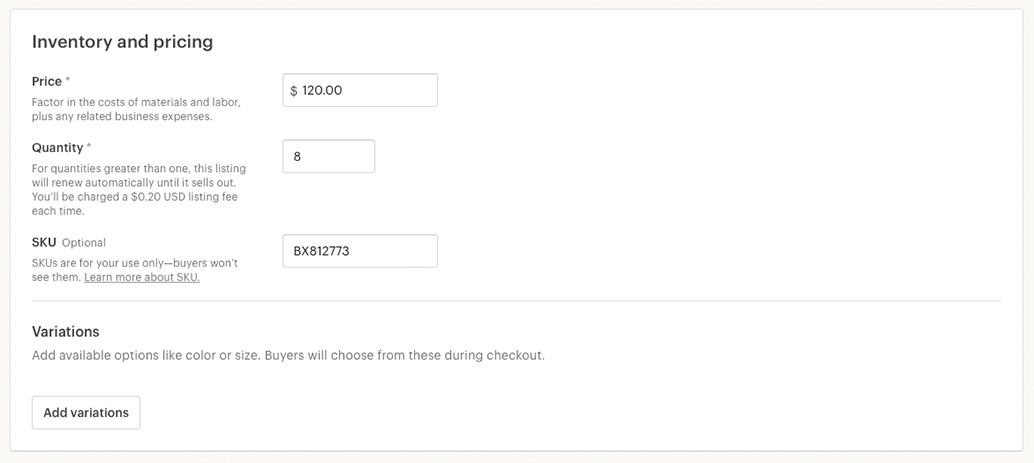 Inventory and pricing
Price *
$ 120.00
Factor in the costs of materials and labor,
plus any related business expenses.
Quantity *
8
For quantities greater than one, this listing
will renew automatically until it sells out.
You'll be charged a $0.20 USD listing fee
each time.
SKU Optional
BX812773
SKUs are for your use only—buyers won't
see them. Learn more about SKU.
Variations
Add available options like color or size. Buyers will choose from these during checkout.
Add variations